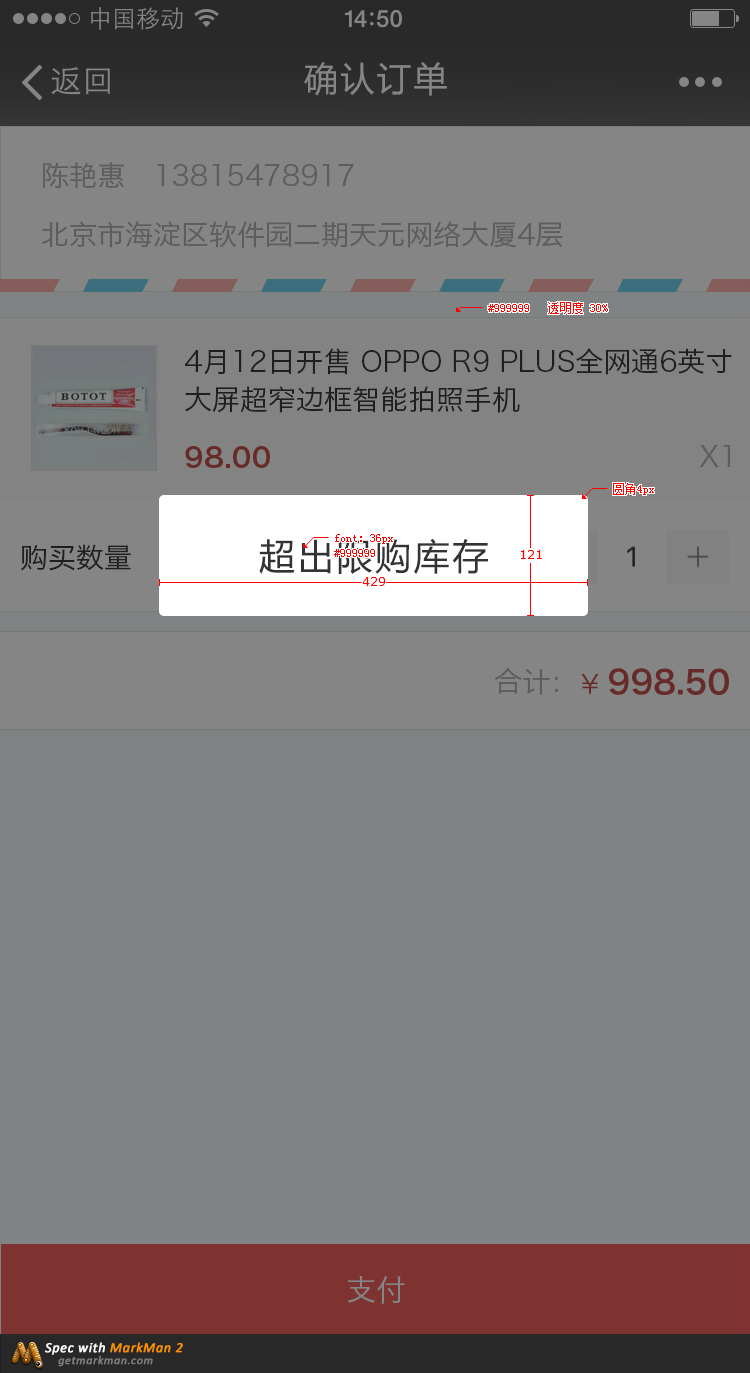 中国移动 14:50
返回 确认订单
陈艳惠 13815478917
北京市海淀区软件园二期天元网络大厦4层
#999999 透明度 30%
4月12日开售 OPPO R9 PLUS全网通6英寸
大屏超窄边框智能拍照手机
BOTOT
98.00 X1
圆角4px
font: 36px
#999999
购买数量 超出限购库存 121 1 +
429
合计: ¥ 998.50
支付
Spec with MarkMan 2
getmarkman.com